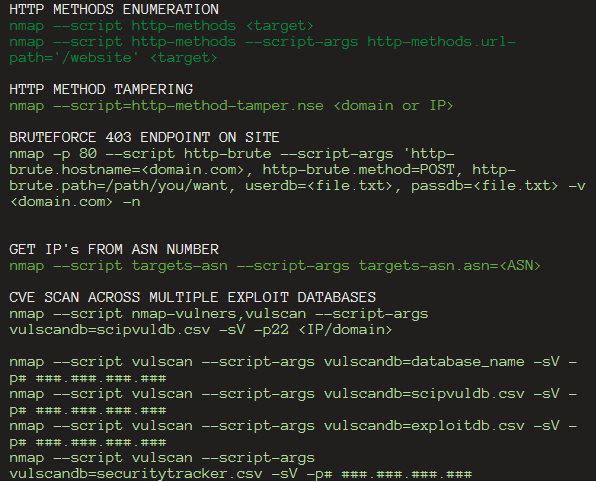 HTTP METHODS ENUMERATION
nmap --script http-methods <target>
nmap --script http-methods --script-args http-methods.url-
path='/website' <target>
HTTP METHOD TAMPERING
nmap --script=http-method-tamper.nse <domain or IP>
BRUTEFORCE 403 ENDPOINT ON SITE
nmap -p 80 --script http-brute --script-args 'http-
brute.hostname=<domain.com>, http-brute.method=POST, http-
brute.path=/path/you/want, userdb=<file.txt>, passdb=<file.txt> -v
<domain.com> -n
GET IP's FROM ASN NUMBER
nmap --script targets-asn --script-args targets-asn.asn=<ASN>
CVE SCAN ACROSS MULTIPLE EXPLOIT DATABASES
nmap --script nmap-vulners,vulscan --script-args
vulscandb=scipvuldb.csv -sV -p22 <IP/domain>
nmap --script vulscan --script-args vulscandb=database_name -sV -
p# ###.###.###.###
nmap --script vulscan --script-args vulscandb=scipvuldb.csv -sV -
p# ###.###.###.###
nmap --script vulscan --script-args vulscandb=exploitdb.csv -sV -
p# ###.###.###.###
nmap --script vulscan --script-args
vulscandb=securitytracker.csv -sV -p# ###.###.###.###